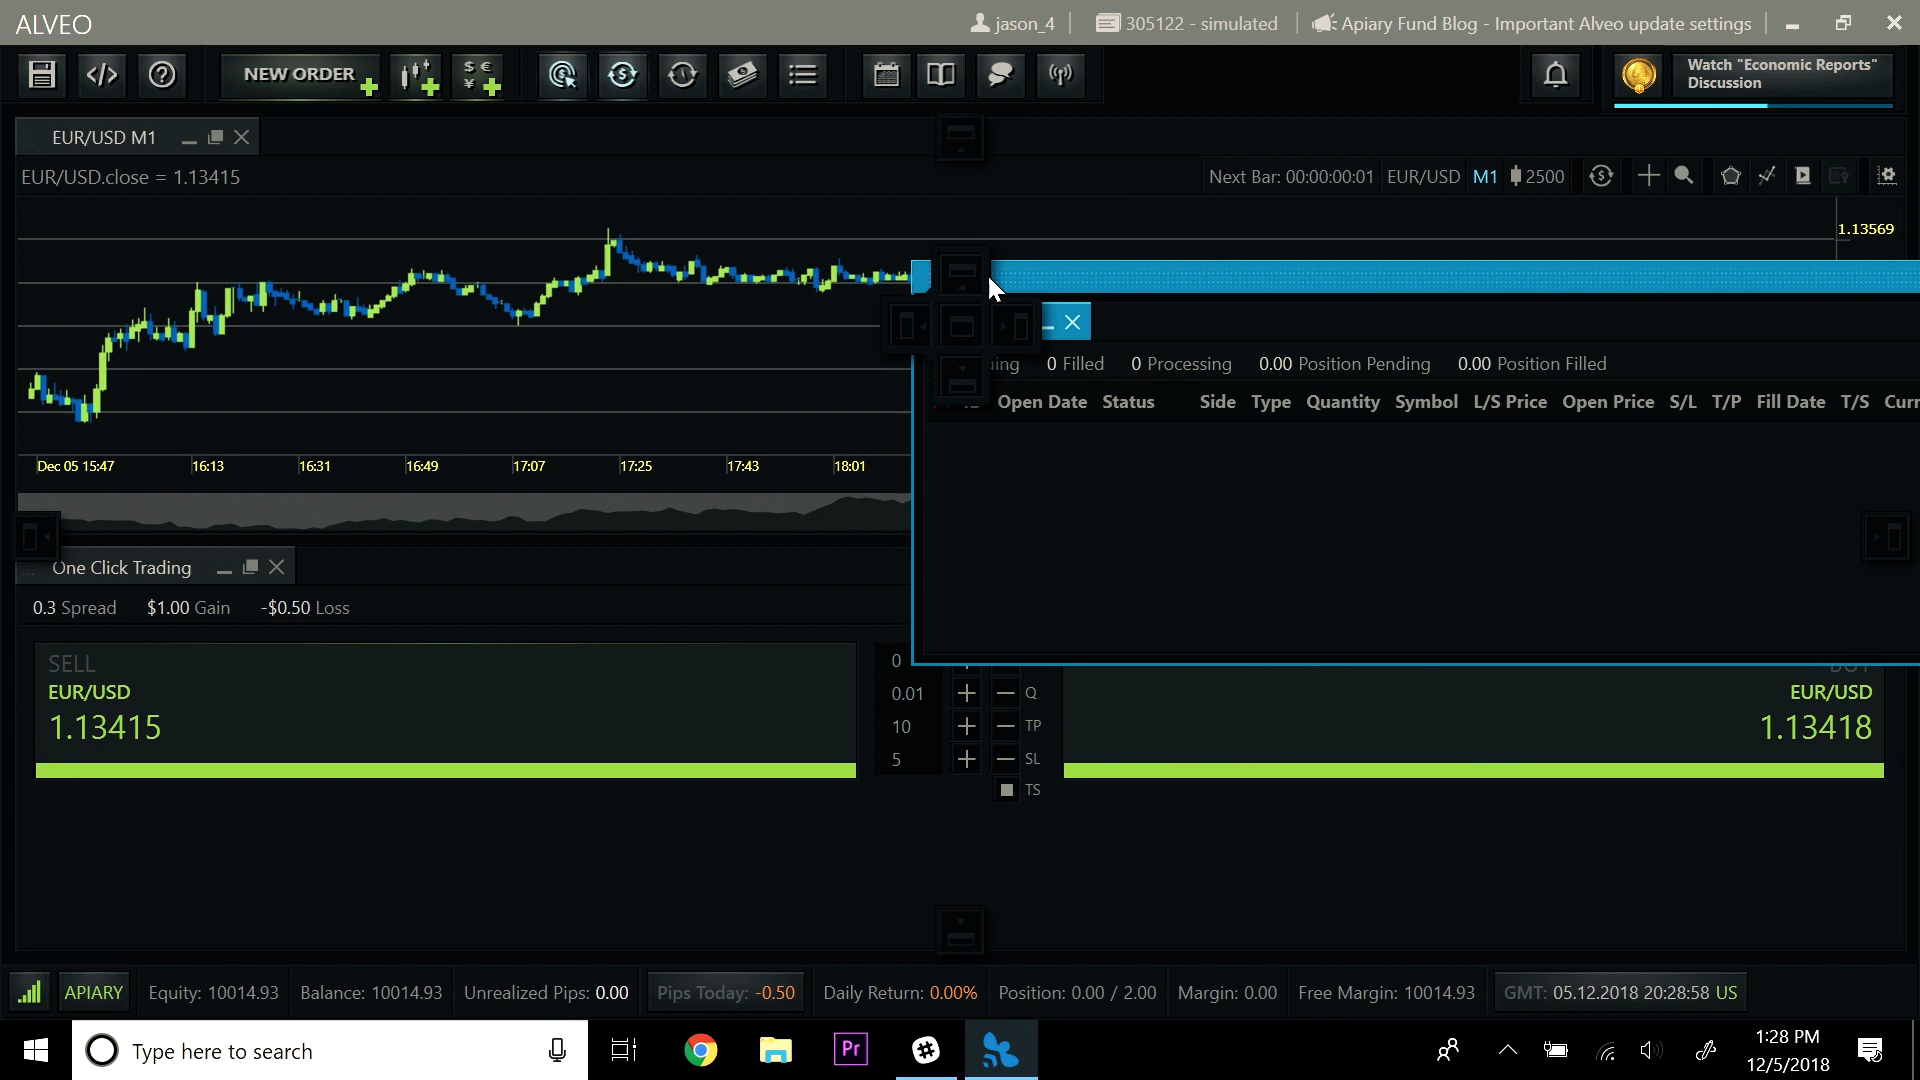 ALVEO
jason_4
305122 - simulated
Apiary Fund Blog - Important Alveo update settings
NEW ORDER
Watch "Economic Reports"
Discussion
EUR/USD M1
EUR/USD.close = 1.13415
Next Bar: 00:00:00:01
EUR/USD
M1
2500
1.13569
0 Filled
0 Processing
0.00 Position Pending
0.00 Position Filled
Open Date
Status
Side
Type
Quantity
Symbol
L/S Price
Open Price
S/L
T/P
Fill Date
T/S
Curr
Dec 05 15:47
16:13
16:31
16:49
17:07
17:25
17:43
18:01
One Click Trading
0.3 Spread
$1.00 Gain
-$0.50 Loss
SELL
EUR/USD
1.13415
0
0.01
Q
10
TP
5
SL
TS
BUY
EUR/USD
1.13418
APIARY
Equity: 10014.93
Balance: 10014.93
Unrealized Pips: 0.00
Pips Today: -0.50
Daily Return: 0.00%
Position: 0.00 / 2.00
Margin: 0.00
Free Margin: 10014.93
GMT: 05.12.2018 20:28:58 US
Type here to search
Pr
1:28 PM
12/5/2018